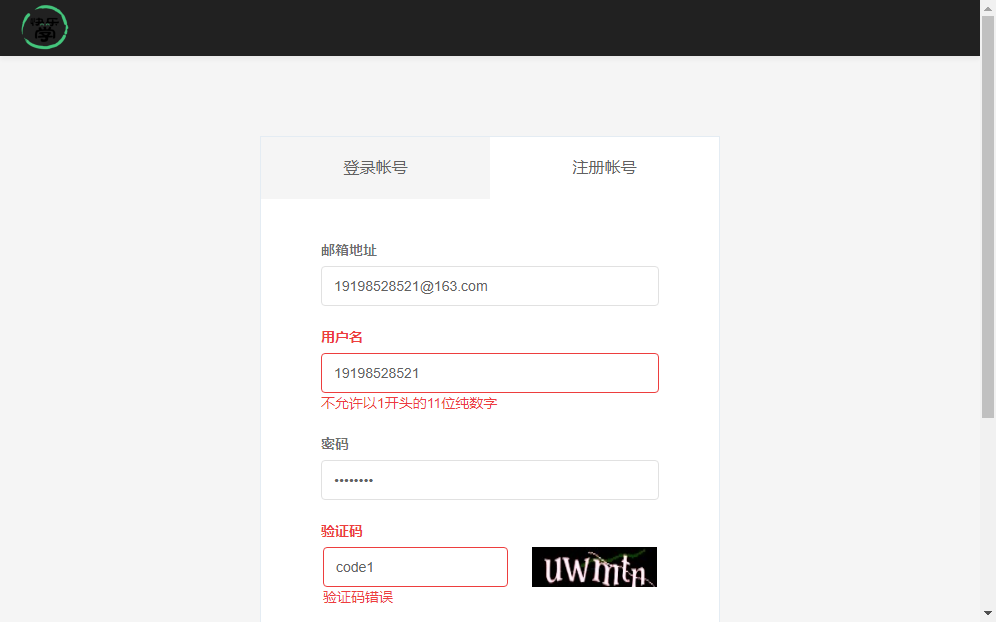 快乐
学
登录帐号
注册帐号
邮箱地址
19198528521@163.com
用户名
19198528521
不允许以1开头的11位纯数字
密码
••••••••
验证码
code1
uwmtn
验证码错误